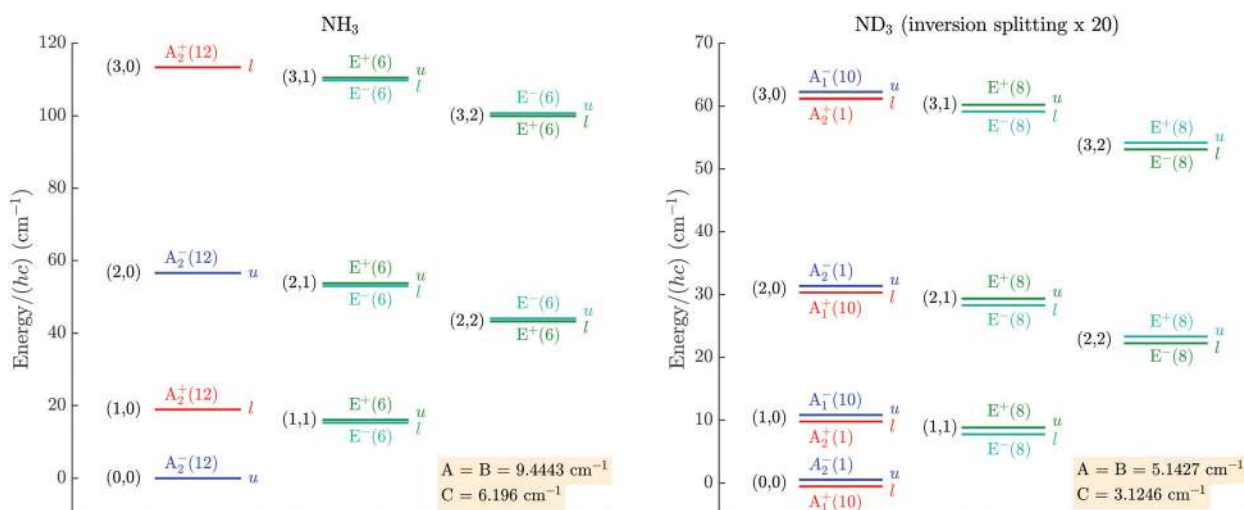 NH₃
120
100
80
60
40
20
0
Energy/(hc) (cm⁻¹)
(3,0) A₂⁺(12) l
(3,1) E⁺(6) u
E⁻(6) l
(3,2) E⁻(6) u
E⁺(6) l
(2,0) A₂⁻(12) u
(2,1) E⁺(6) u
E⁻(6) l
(2,2) E⁻(6) u
E⁺(6) l
(1,0) A₂⁺(12) l
(1,1) E⁺(6) u
E⁻(6) l
(0,0) A₂⁻(12) u
A = B = 9.4443 cm⁻¹
C = 6.196 cm⁻¹
ND₃ (inversion splitting x 20)
70
60
50
40
30
20
10
0
Energy/(hc) (cm⁻¹)
(3,0) A₁⁻(10) u
A₂⁺(1) l
(3,1) E⁺(8) u
E⁻(8) l
(3,2) E⁺(8) u
E⁻(8) l
(2,0) A₂⁻(1) u
A₁⁺(10) l
(2,1) E⁺(8) u
E⁻(8) l
(2,2) E⁺(8) u
E⁻(8) l
(1,0) A₁⁻(10) u
A₂⁺(1) l
(1,1) E⁺(8) u
E⁻(8) l
(0,0) A₂⁻(1) u
A₁⁺(10) l
A = B = 5.1427 cm⁻¹
C = 3.1246 cm⁻¹